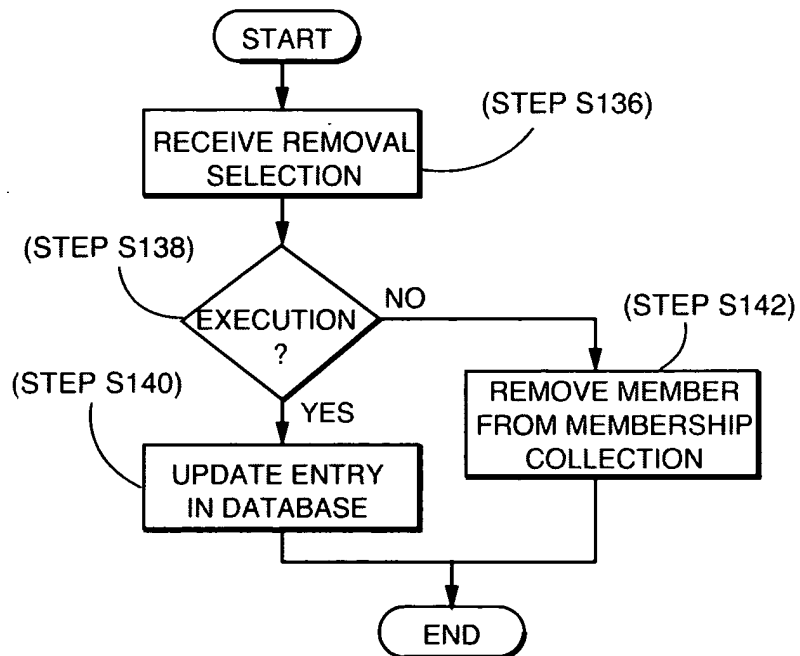 START
(STEP S136)
RECEIVE REMOVAL
SELECTION
(STEP S138)
NO
EXECUTION
?
(STEP S142)
(STEP S140)
YES
REMOVE MEMBER
FROM MEMBERSHIP
COLLECTION
UPDATE ENTRY
IN DATABASE
END